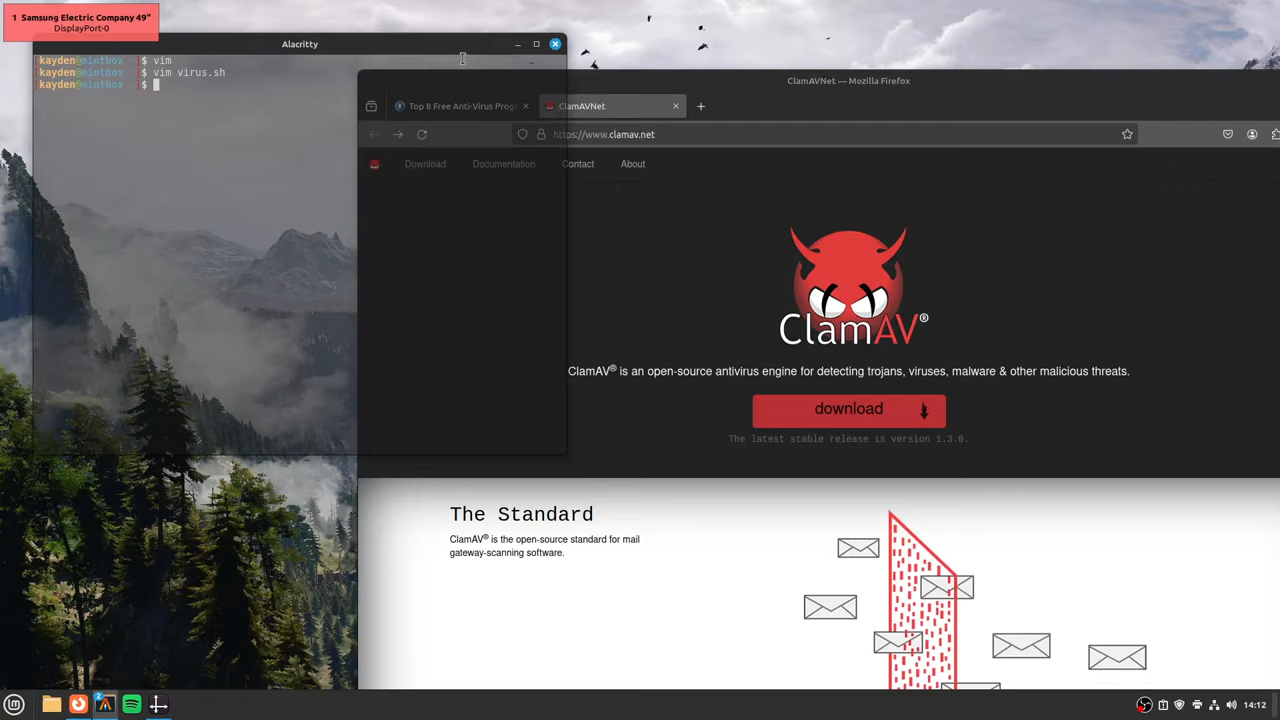 1 Samsung Electric Company 49"
DisplayPort-0
Alacritty
[kayden@mintbox ]$ vim
[kayden@mintbox ]$ vim virus.sh
[kayden@mintbox ]$
ClamAVNet — Mozilla Firefox
Top 8 Free Anti-Virus Prog
ClamAVNet
https://www.clamav.net
Download
Documentation
Contact
About
ClamAV®
ClamAV® is an open-source antivirus engine for detecting trojans, viruses, malware & other malicious threats.
download
The latest stable release is version 1.3.0.
The Standard
ClamAV® is the open-source standard for mail
gateway-scanning software.
2
14:12